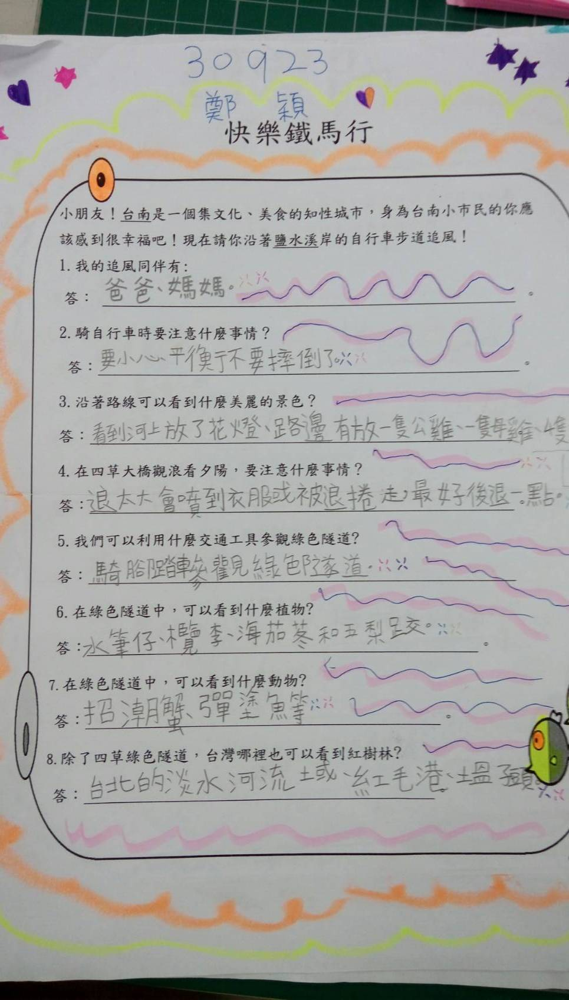 30923
鄭 穎
快樂鐵馬行
小朋友！台南是一個集文化、美食的知性城市，身為台南小市民的你應
該感到很幸福吧！現在請你沿著鹽水溪岸的自行車步道追風！
1. 我的追風同伴有:
答： 爸爸、媽媽。 。
2. 騎自行車時要注意什麼事情？
答： 要小心、平衡于不要摔倒了。 。
3. 沿著路線可以看到什麼美麗的景色？
答： 看到河上放了花燈、路邊有放一隻公雞、一隻母雞、4隻
4. 在四草大橋觀浪看夕陽，要注意什麼事情？
答： 浪太大會噴到衣服或被浪捲走，最好後退一點。
5. 我們可以利用什麼交通工具參觀綠色隧道?
答： 騎腳踏車參觀綠色隧道。
6. 在綠色隧道中，可以看到什麼植物?
答： 水筆仔、欖李、海茄苳和五梨跤。 。
7. 在綠色隧道中，可以看到什麼動物?
答： 招潮蟹、彈塗魚等 。
8. 除了四草綠色隧道，台灣哪裡也可以看到紅樹林?
答： 台北的淡水河流域、紅毛港、塭子頭。